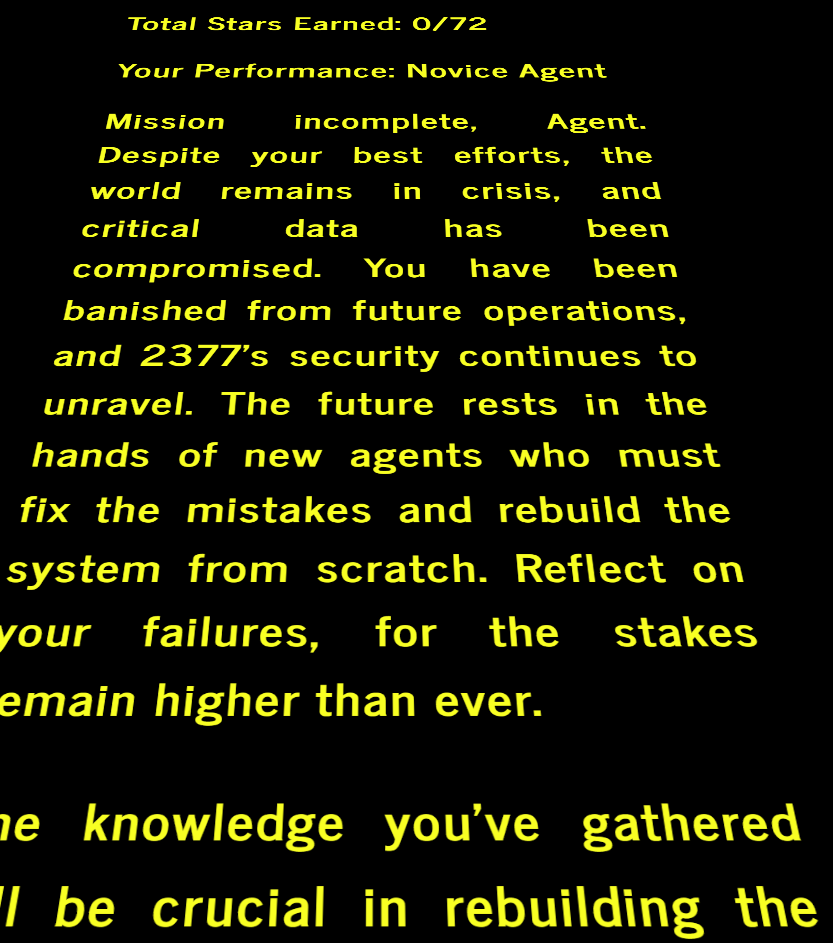 Total Stars Earned: 0/72
Your Performance: Novice Agent
Mission incomplete, Agent.
Despite your best efforts, the
world remains in crisis, and
critical data has been
compromised. You have been
banished from future operations,
and 2377’s security continues to
unravel. The future rests in the
hands of new agents who must
fix the mistakes and rebuild the
system from scratch. Reflect on
your failures, for the stakes
emain higher than ever.
knowledge you’ve gathered
be crucial in rebuilding the